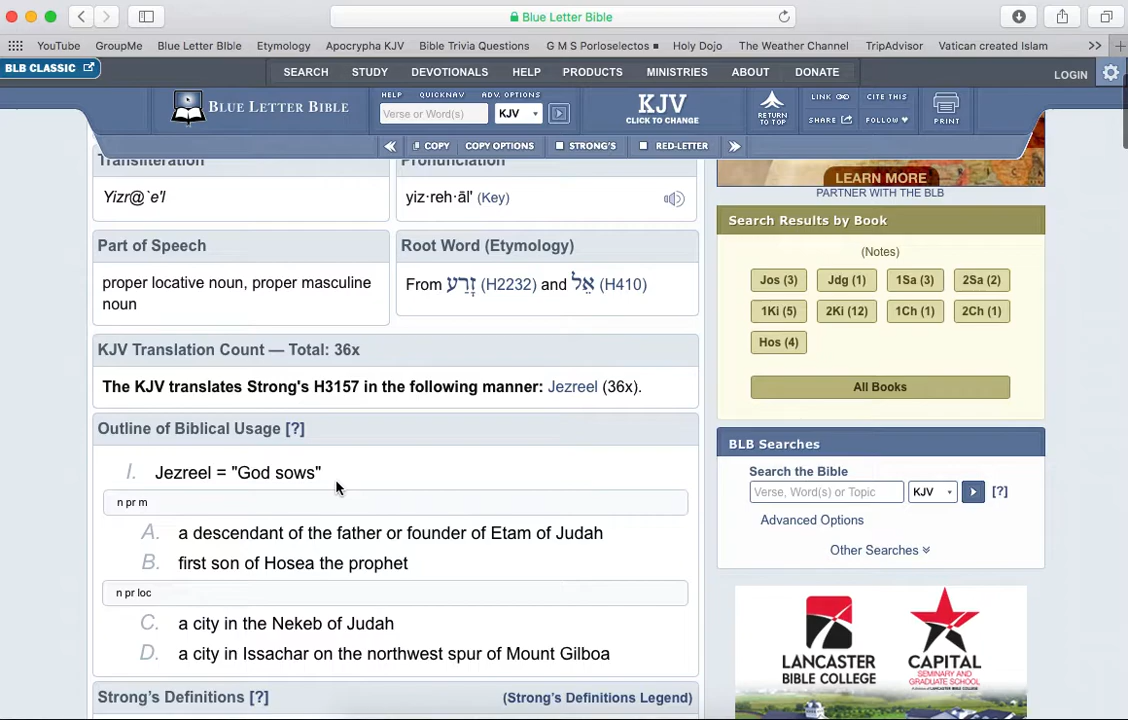 Blue Letter Bible
YouTube GroupMe Blue Letter BIble Etymology Apocrypha KJV Bible Trivia Questions G M S Porloselectos ■ Holy Dojo The Weather Channel TripAdvisor Vatican created Islam >>
BLB CLASSIC
SEARCH STUDY DEVOTIONALS HELP PRODUCTS MINISTRIES ABOUT DONATE
LOGIN
BLUE LETTER BIBLE
HELP QUICKNAV ADV. OPTIONS
Verse or Word(s) KJV
KJV
CLICK TO CHANGE
RETURN
TO TOP
LINK CITE THIS
SHARE FOLLOW
PRINT
COPY COPY OPTIONS STRONG'S RED-LETTER
Transliteration
Yizr@`e'l
Pronunciation
yiz·reh·āl' (Key)
Part of Speech
proper locative noun, proper masculine
noun
Root Word (Etymology)
From זָרַע (H2232) and אֵל (H410)
KJV Translation Count — Total: 36x
The KJV translates Strong's H3157 in the following manner: Jezreel (36x).
Outline of Biblical Usage [?]
I. Jezreel = "God sows"
n pr m
A. a descendant of the father or founder of Etam of Judah
B. first son of Hosea the prophet
n pr loc
C. a city in the Nekeb of Judah
D. a city in Issachar on the northwest spur of Mount Gilboa
Strong's Definitions [?] (Strong's Definitions Legend)
LEARN MORE
PARTNER WITH THE BLB
Search Results by Book
(Notes)
Jos (3) Jdg (1) 1Sa (3) 2Sa (2)
1Ki (5) 2Ki (12) 1Ch (1) 2Ch (1)
Hos (4)
All Books
BLB Searches
Search the Bible
Verse, Word(s) or Topic KJV [?]
Advanced Options
Other Searches
LANCASTER
BIBLE COLLEGE
CAPITAL
SEMINARY AND
GRADUATE SCHOOL